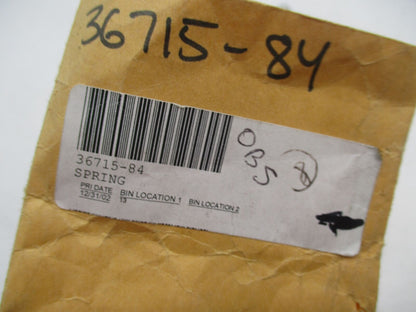 36715-84
36715-84
SPRING
PRI DATE BIN LOCATION 1 BIN LOCATION 2
12/31/02 13
OBS